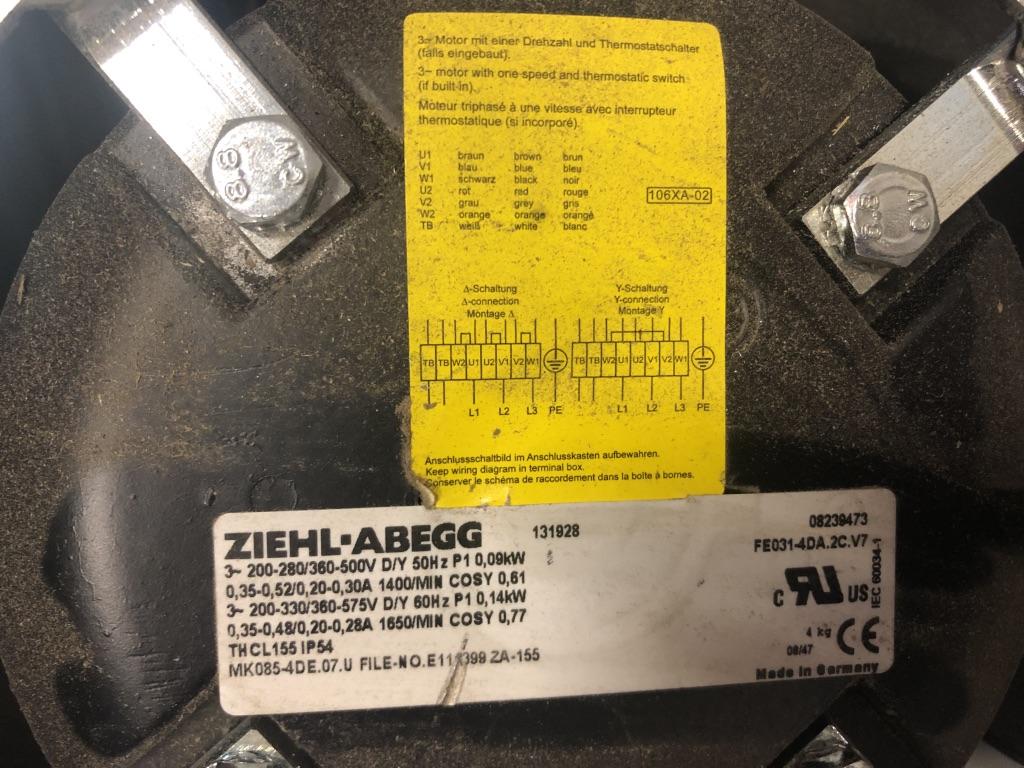 3~ Motor mit einer Drehzahl und Thermostatschalter
(falls eingebaut).
3~ motor with one speed and thermostatic switch
(if built-in).
Moteur triphasé à une vitesse avec interrupteur
thermostatique (si incorporé).
U1 braun brown brun
V1 blau blue bleu
W1 schwarz black noir
U2 rot red rouge
V2 grau grey gris
W2 orange orange orange
TB weiß white blanc
106XA-02
Δ-Schaltung
Δ-connection
Montage Δ
Y-Schaltung
Y-connection
Montage Y
TB TB W2 U1 U2 V1 V2 W1
L1 L2 L3 PE
TB TB W2 U1 U2 V1 V2 W1
L1 L2 L3 PE
Anschlussschaltbild im Anschlusskasten aufbewahren.
Keep wiring diagram in terminal box.
Conserver le schéma de raccordement dans la boîte à bornes.
ZIEHL-ABEGG
131928
08239473
FE031-4DA.2C.V7
3~ 200-280/360-500V D/Y 50Hz P1 0,09kW
0,35-0,52/0,20-0,30A 1400/MIN COSY 0,61
3~ 200-330/360-575V D/Y 60Hz P1 0,14kW
0,35-0,48/0,20-0,28A 1650/MIN COSY 0,77
THCL155 IP54
MK085-4DE.07.U FILE-NO. ZA-155
C RU US
IEC 60034-1
4 kg
08/47
CE
Made in Germany
M8
8.8
M8
8.8